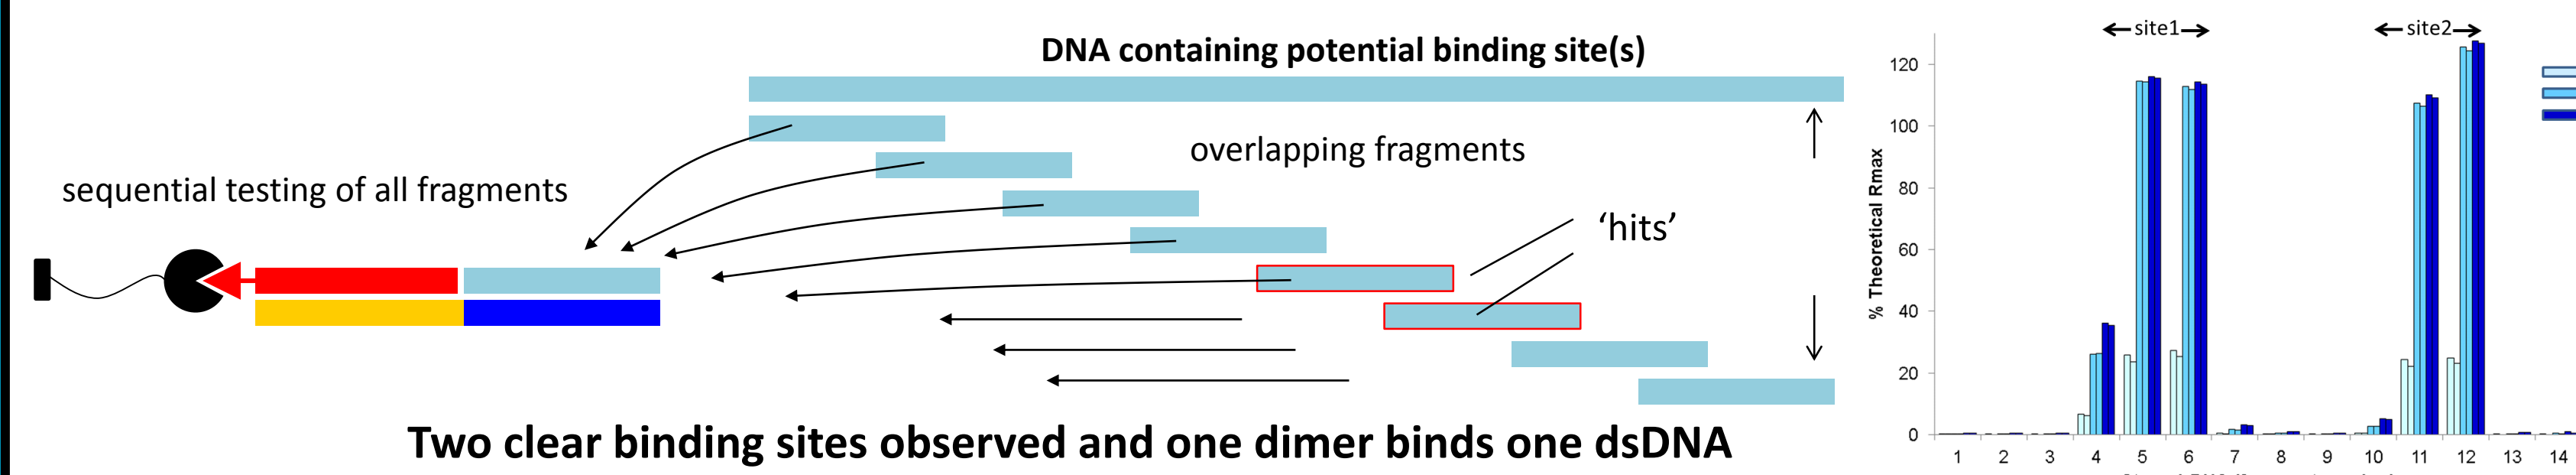 DNA containing potential binding site(s)
overlapping fragments
sequential testing of all fragments
‘hits’
Two clear binding sites observed and one dimer binds one dsDNA
site1
site2
% Theoretical Rmax
120
100
80
60
40
20
0
1 2 3 4 5 6 7 8 9 10 11 12 13 14